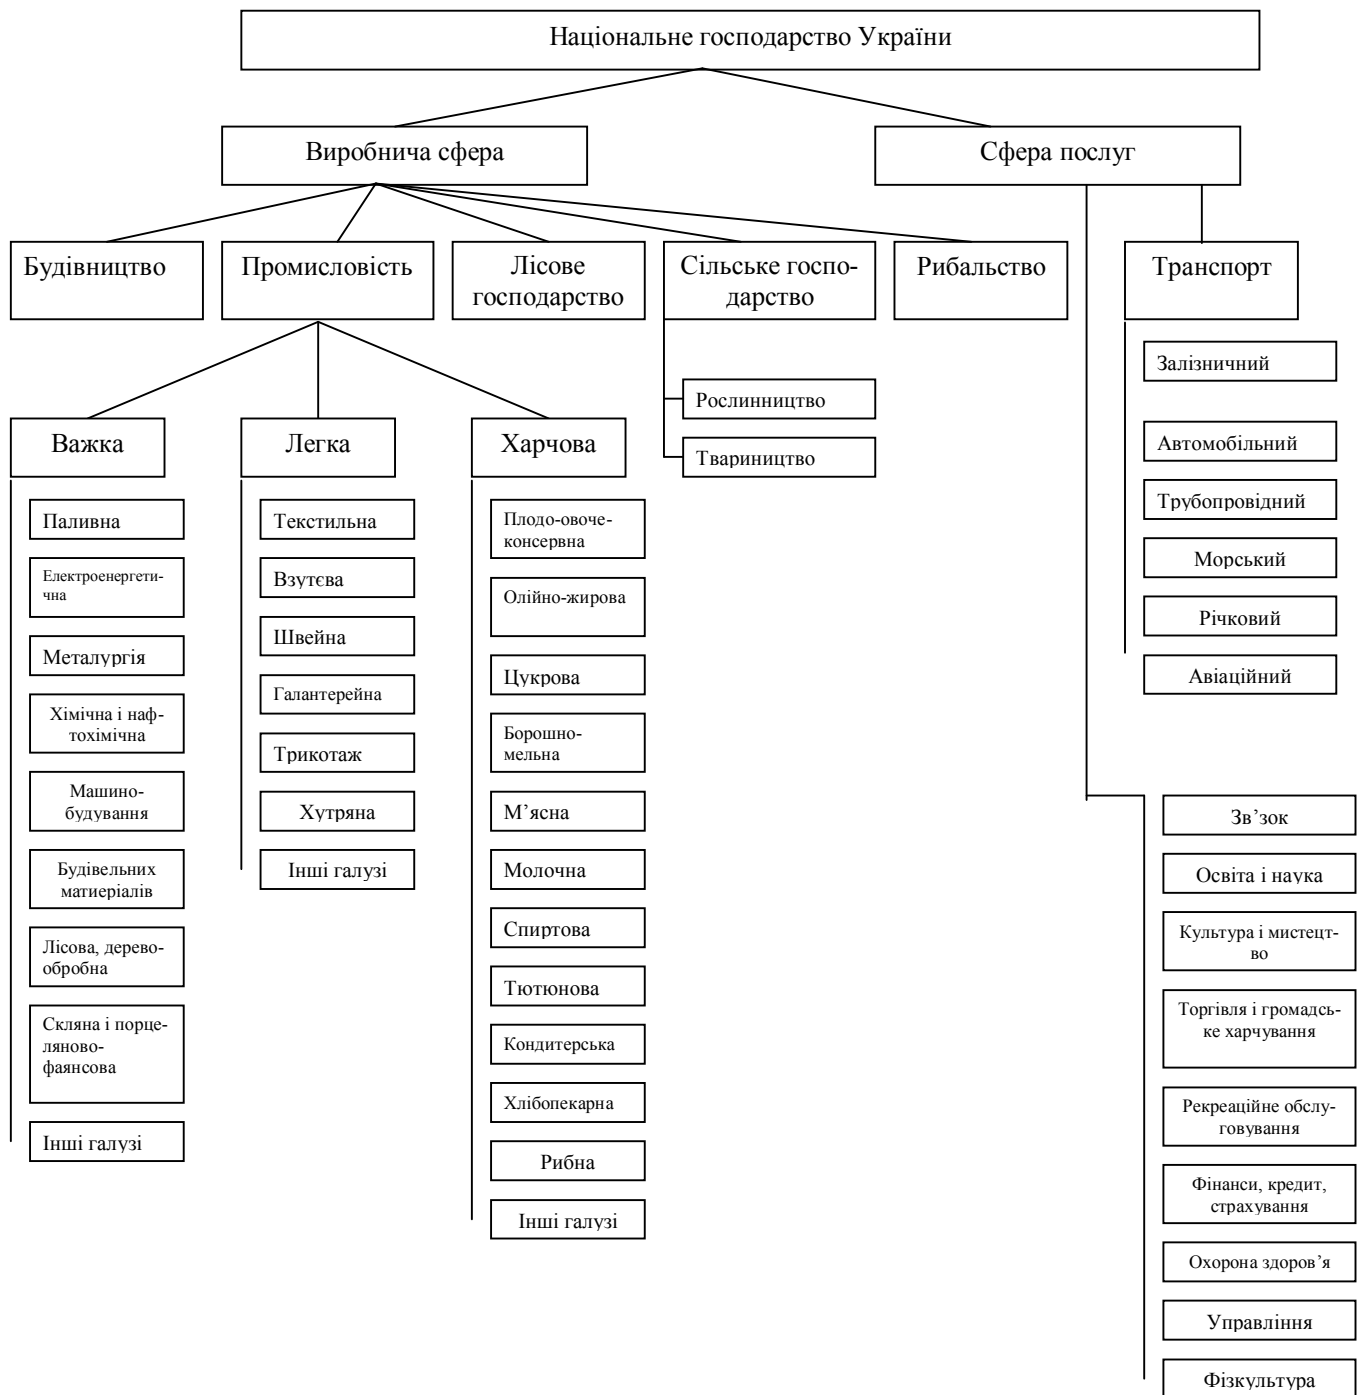 Національне господарство України
Виробнича сфера
Сфера послуг
Будівництво
Промисловість
Лісове
господарство
Сільське госпо-
дарство
Рибальство
Транспорт
Залізничний
Автомобільний
Трубопровідний
Морський
Річковий
Авіаційний
Рослинництво
Твариництво
Важка
Паливна
Електроенергети-
чна
Металургія
Хімічна і наф-
тохімічна
Машино-
будування
Будівельних
матиеріалів
Лісова, дерево-
обробна
Скляна і порце-
ляново-
фаянсова
Інші галузі
Легка
Текстильна
Взутєва
Швейна
Галантерейна
Трикотаж
Хутряна
Інші галузі
Харчова
Плодо-овоче-
консервна
Олійно-жирова
Цукрова
Борошно-
мельна
М’ясна
Молочна
Спиртова
Тютюнова
Кондитерська
Хлібопекарна
Рибна
Інші галузі
Зв’зок
Освіта і наука
Культура і мистецт-
во
Торгівля і громадсь-
ке харчування
Рекреаційне обслу-
говування
Фінанси, кредит,
страхування
Охорона здоров’я
Управління
Фізкультура